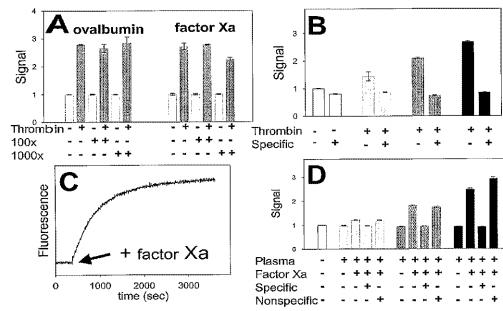 A
ovalbumin factor Xa
Signal
4
3
2
1
0
Thrombin - + - + - + - + - + - +
100x - - + + - - - - + + - -
1000x - - - - + + - - - - + +
B
Signal
3
2
1
0
Thrombin - - + + + + + +
Specific - + - + - + - +
C
Fluorescence
+ factor Xa
0 1000 2000 3000
time (sec)
D
Signal
3
2
1
0
Plasma - + + + + + + + + + + + +
Factor Xa - - + + + - + + + - + + +
Specific - - - + - - - + - - - + -
Nonspecific - - - - + - - - + - - - +